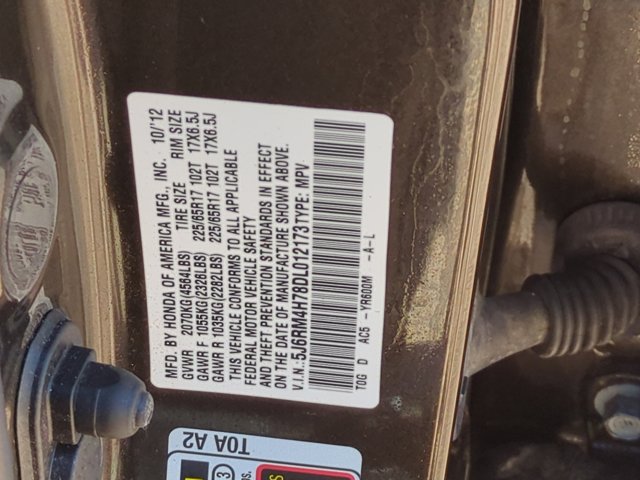 MFD. BY HONDA OF AMERICA MFG., INC. 10/'12
GVWR 2070KG(4564LBS) TIRE SIZE RIM SIZE
GAWR F 1055KG(2328LBS) 225/65R17 102T 17X6.5J
GAWR R 1035KG(2282LBS) 225/65R17 102T 17X6.5J
THIS VEHICLE CONFORMS TO ALL APPLICABLE
FEDERAL MOTOR VEHICLE SAFETY
AND THEFT PREVENTION STANDARDS IN EFFECT
ON THE DATE OF MANUFACTURE SHOWN ABOVE.
V.I.N.:5J6RM4H78DL012173TYPE: MPV
T0G D AC5 -YR600M -A-L
T0A A2
3